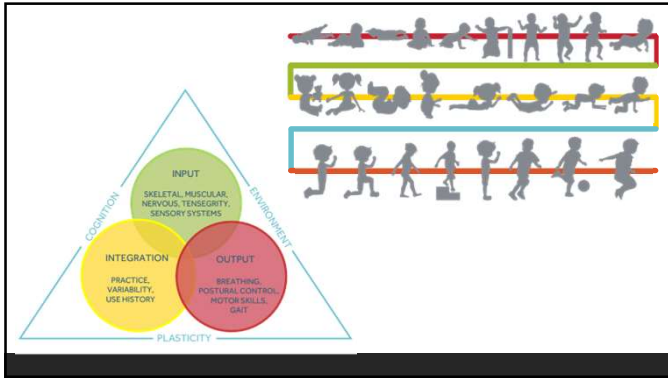 INPUT
SKELETAL, MUSCULAR,
NERVOUS, TENSEGRITY,
SENSORY SYSTEMS
COGNITION
ENVIRONMENT
INTEGRATION
PRACTICE,
VARIABILITY,
USE HISTORY
OUTPUT
BREATHING,
POSTURAL CONTROL,
MOTOR SKILLS,
GAIT
PLASTICITY